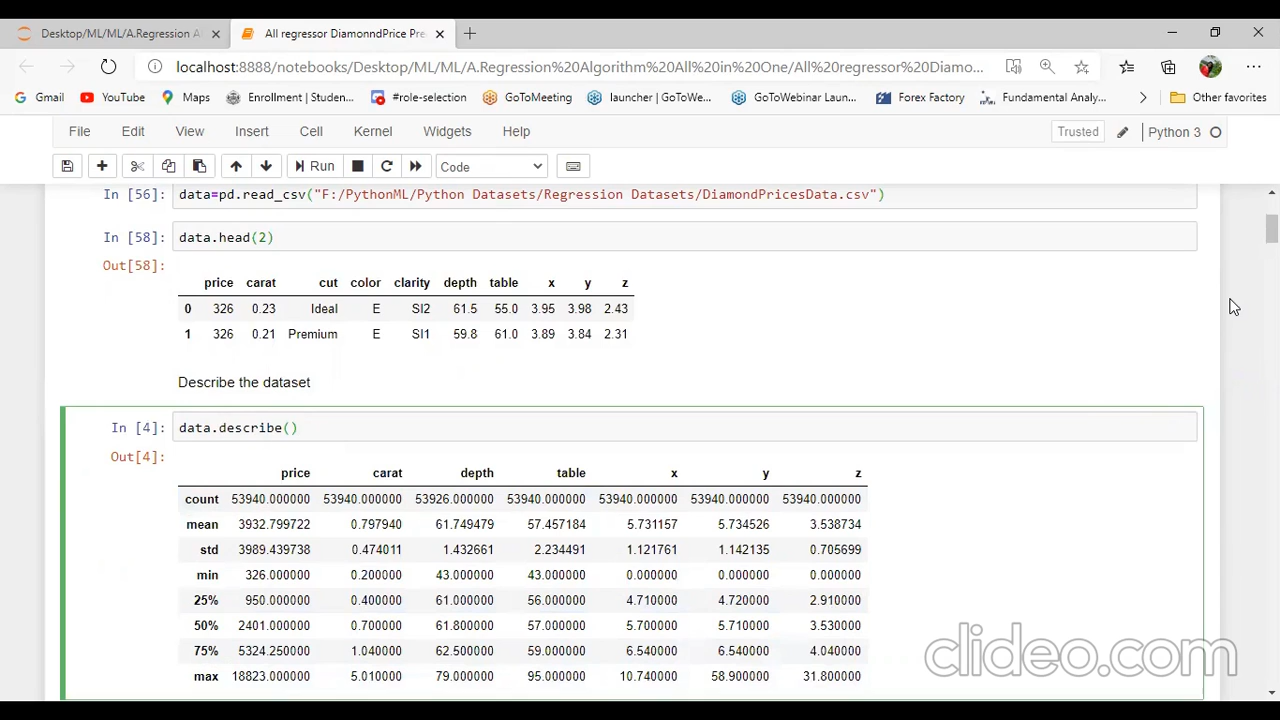 Desktop/ML/ML/A.Regression Al
All regressor DiamonndPrice Pre
localhost:8888/notebooks/Desktop/ML/ML/A.Regression%20Algorithm%20All%20in%20One/All%20regressor%20Diamo...
Gmail YouTube Maps Enrollment | Studen... #role-selection GoToMeeting launcher | GoToWe... GoToWebinar Laun... Forex Factory Fundamental Analy... Other favorites
File Edit View Insert Cell Kernel Widgets Help Trusted Python 3
Run Code
In [56]: data=pd.read_csv("F:/PythonML/Python Datasets/Regression Datasets/DiamondPricesData.csv")
In [58]: data.head(2)
Out[58]:
price carat cut color clarity depth table x y z
0 326 0.23 Ideal E SI2 61.5 55.0 3.95 3.98 2.43
1 326 0.21 Premium E SI1 59.8 61.0 3.89 3.84 2.31
Describe the dataset
In [4]: data.describe()
Out[4]:
price carat depth table x y z
count 53940.000000 53940.000000 53926.000000 53940.000000 53940.000000 53940.000000 53940.000000
mean 3932.799722 0.797940 61.749479 57.457184 5.731157 5.734526 3.538734
std 3989.439738 0.474011 1.432661 2.234491 1.121761 1.142135 0.705699
min 326.000000 0.200000 43.000000 43.000000 0.000000 0.000000 0.000000
25% 950.000000 0.400000 61.000000 56.000000 4.710000 4.720000 2.910000
50% 2401.000000 0.700000 61.800000 57.000000 5.700000 5.710000 3.530000
75% 5324.250000 1.040000 62.500000 59.000000 6.540000 6.540000 4.040000
max 18823.000000 5.010000 79.000000 95.000000 10.740000 58.900000 31.800000
clideo.com